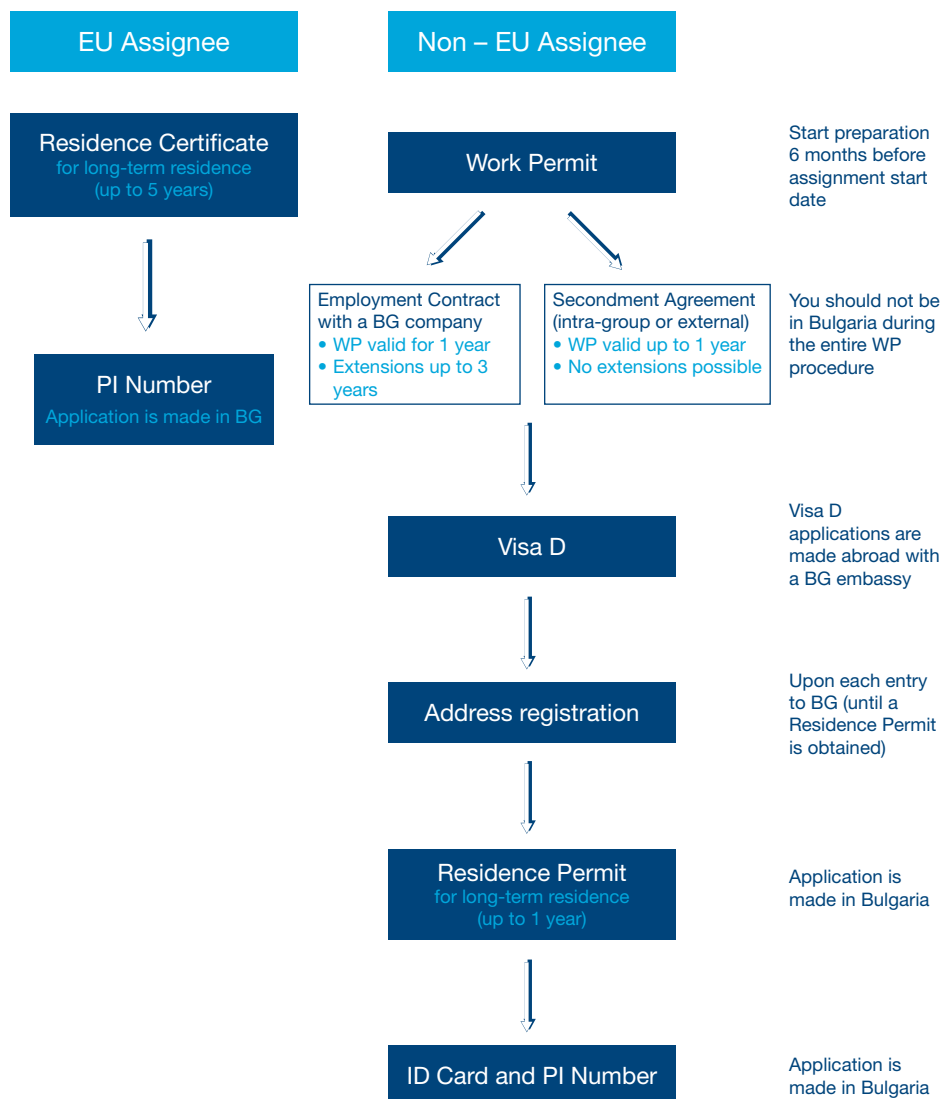 EU Assignee
Non – EU Assignee
Residence Certificate
for long-term residence
(up to 5 years)
Work Permit
Start preparation
6 months before
assignment start
date
PI Number
Application is made in BG
Employment Contract
with a BG company
• WP valid for 1 year
• Extensions up to 3
years
Secondment Agreement
(intra-group or external)
• WP valid up to 1 year
• No extensions possible
You should not be
in Bulgaria during
the entire WP
procedure
Visa D
Visa D
applications are
made abroad with
a BG embassy
Address registration
Upon each entry
to BG (until a
Residence Permit
is obtained)
Residence Permit
for long-term residence
(up to 1 year)
Application is
made in Bulgaria
ID Card and PI Number
Application is
made in Bulgaria